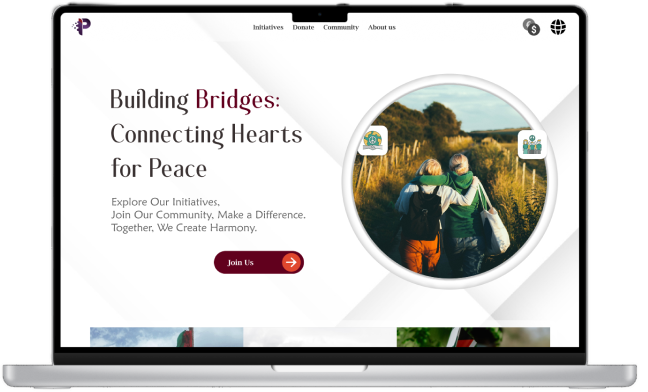 P
Initiatives Donate Community About us
$
Building Bridges:
Connecting Hearts
for Peace
Explore Our Initiatives,
Join Our Community, Make a Difference.
Together, We Create Harmony.
Join Us